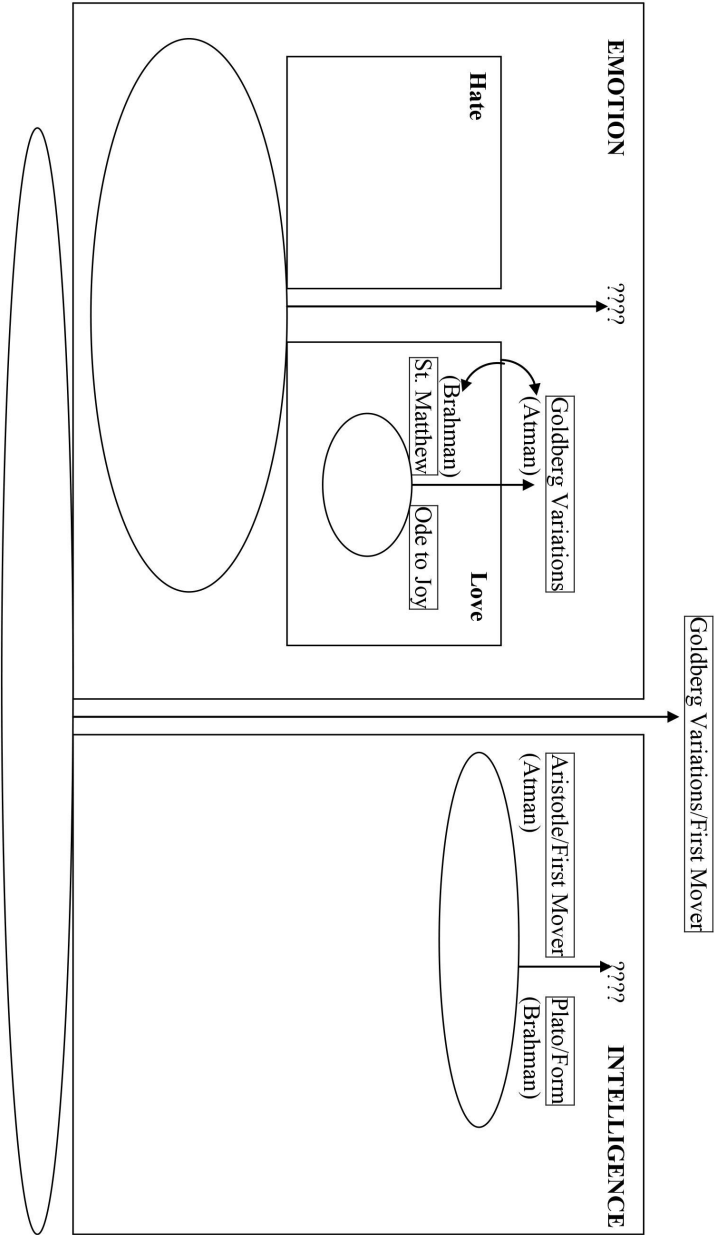 Goldberg Variations/First Mover
EMOTION
????
????
INTELLIGENCE
Goldberg Variations
(Atman)
Aristotle/First Mover
(Atman)
Plato/Form
(Brahman)
Hate
Love
(Brahman)
St. Matthew
Ode to Joy